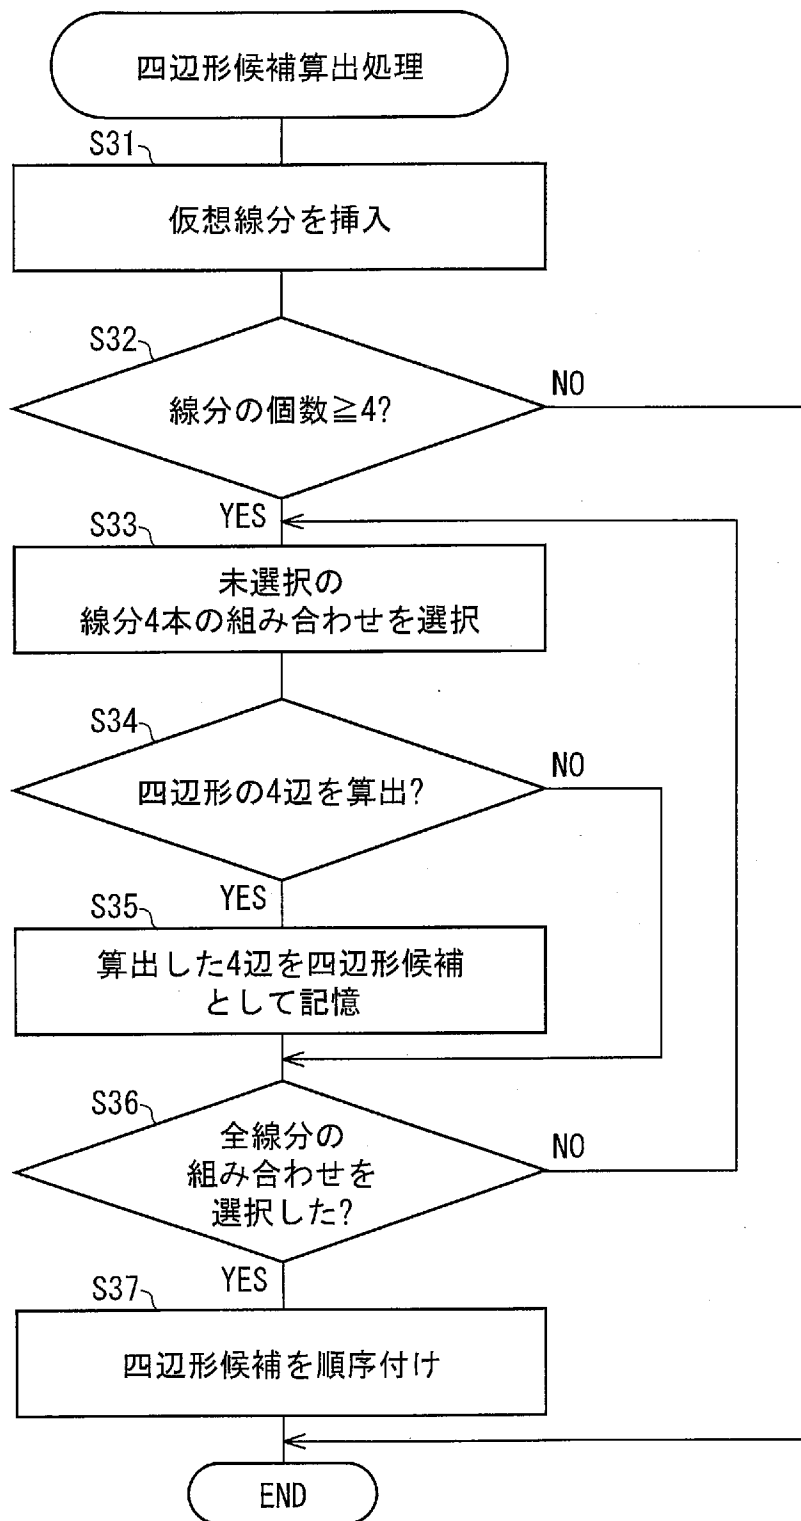 四辺形候補算出処理
S31
仮想線分を挿入
S32
線分の個数≧4?
NO
YES
S33
未選択の
線分4本の組み合わせを選択
S34
四辺形の4辺を算出?
NO
YES
S35
算出した4辺を四辺形候補
として記憶
S36
全線分の
組み合わせを
選択した?
NO
YES
S37
四辺形候補を順序付け
END